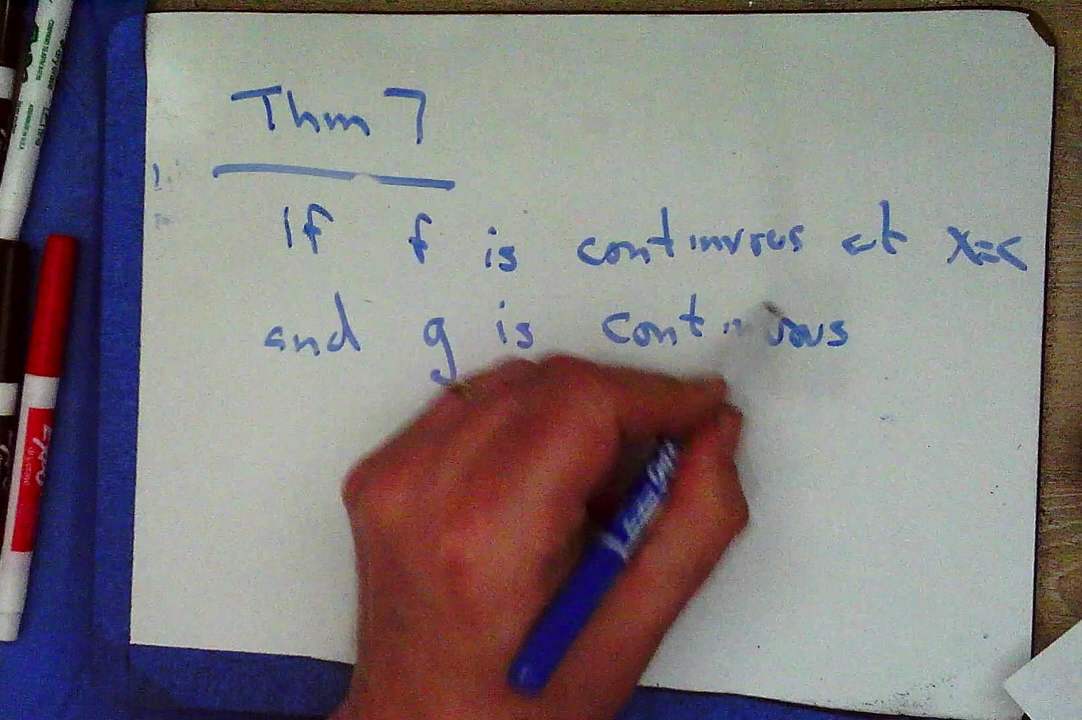 Thm 7
If f is continuous at x=c
and g is continuous